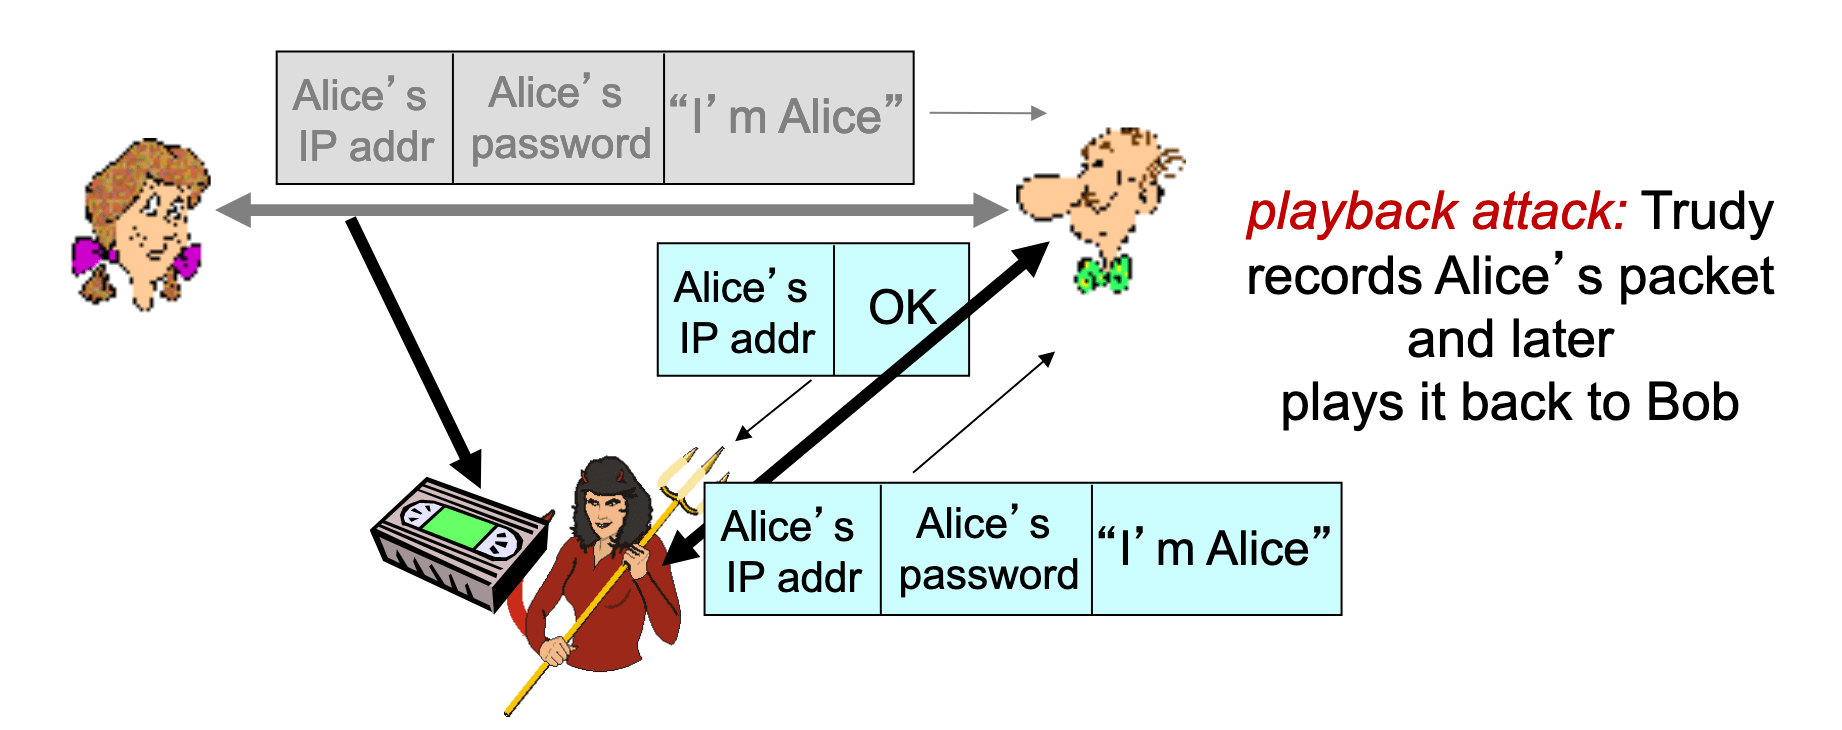 Alice’s
IP addr
Alice’s
password
“I’m Alice”
playback attack: Trudy
records Alice’s packet
and later
plays it back to Bob
Alice’s
IP addr
OK
Alice’s
IP addr
Alice’s
password
“I’m Alice”